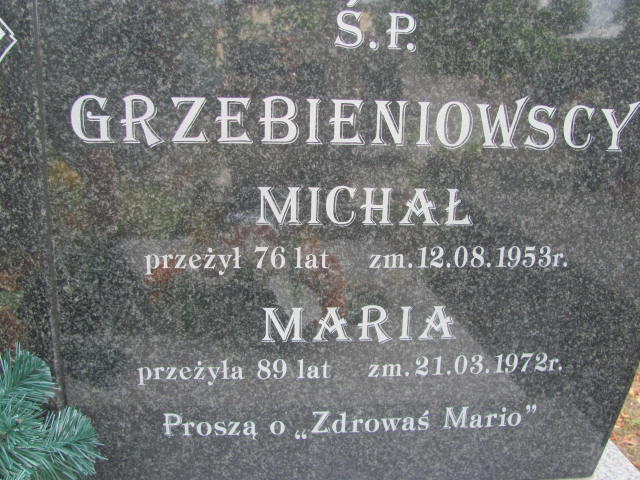 Ś.P.
GRZEBIENIOWSCY
MICHAŁ
przeżył 76 lat zm. 12.08.1953r.
MARIA
przeżyła 89 lat zm. 21.03.1972r.
Proszą o „Zdrowaś Mario"